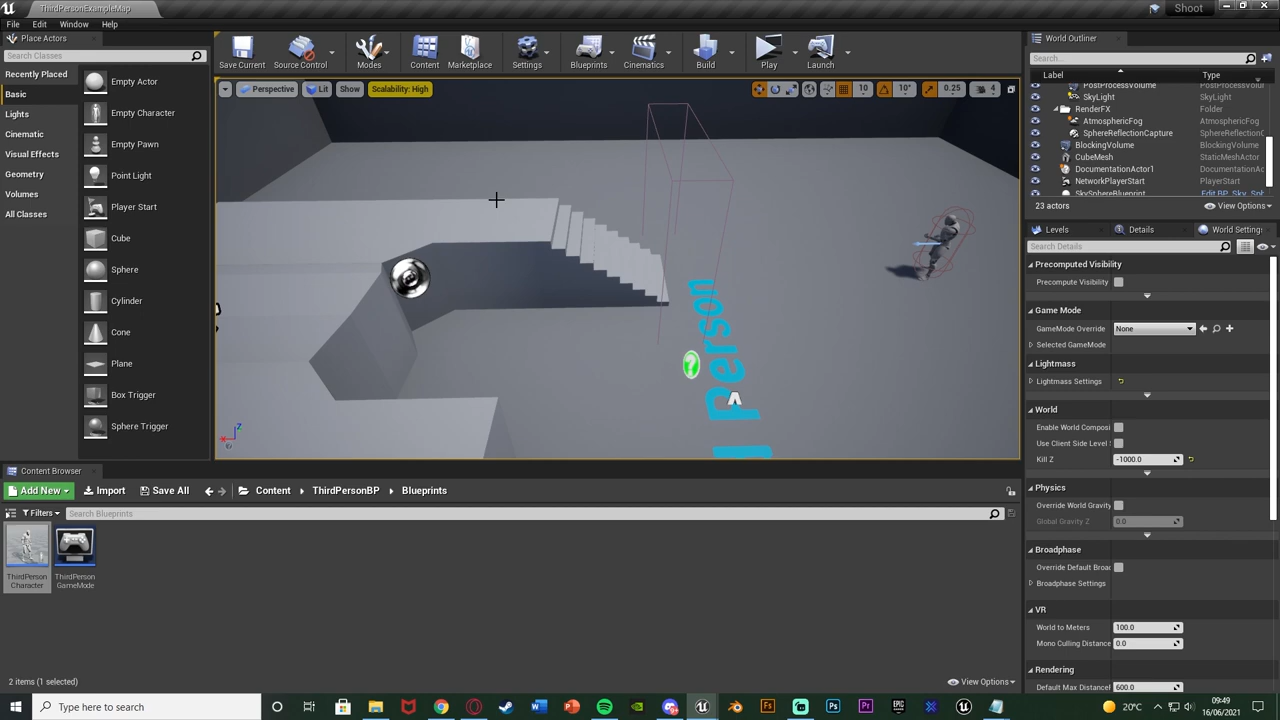 ThirdPersonExampleMap
Shoot
File Edit Window Help
Place Actors
Search Classes
Recently Placed
Basic
Lights
Cinematic
Visual Effects
Geometry
Volumes
All Classes
Empty Actor
Empty Character
Empty Pawn
Point Light
Player Start
Cube
Sphere
Cylinder
Cone
Plane
Box Trigger
Sphere Trigger
Save Current Source Control Modes Content Marketplace Settings Blueprints Cinematics Build Play Launch
Perspective Lit Show Scalability: High 10 10° 0.25 4
Person
World Outliner
Search...
Label Type
PostProcessVolume PostProcessVolu
SkyLight SkyLight
RenderFX Folder
AtmosphericFog AtmosphericFog
SphereReflectionCapture SphereReflectionC
BlockingVolume BlockingVolume
CubeMesh StaticMeshActor
DocumentationActor1 DocumentationAc
NetworkPlayerStart PlayerStart
SkySphereBlueprint Edit BP_Sky_Sph
23 actors View Options
Levels Details World Settings
Search Details
Precomputed Visibility
Precompute Visibility
Game Mode
GameMode Override None
Selected GameMode
Lightmass
Lightmass Settings
World
Enable World Composi
Use Client Side Level
Kill Z -1000.0
Physics
Override World Gravity
Global Gravity Z 0.0
Broadphase
Override Default Broad
Broadphase Settings
VR
World to Meters 100.0
Mono Culling Distance 0.0
Rendering
Default Max Distance 600.0
Content Browser
Add New Import Save All Content ThirdPersonBP Blueprints
Filters Search Blueprints
ThirdPerson
Character
ThirdPerson
GameMode
2 items (1 selected) View Options
Type here to search
20°C
09:49
16/06/2021